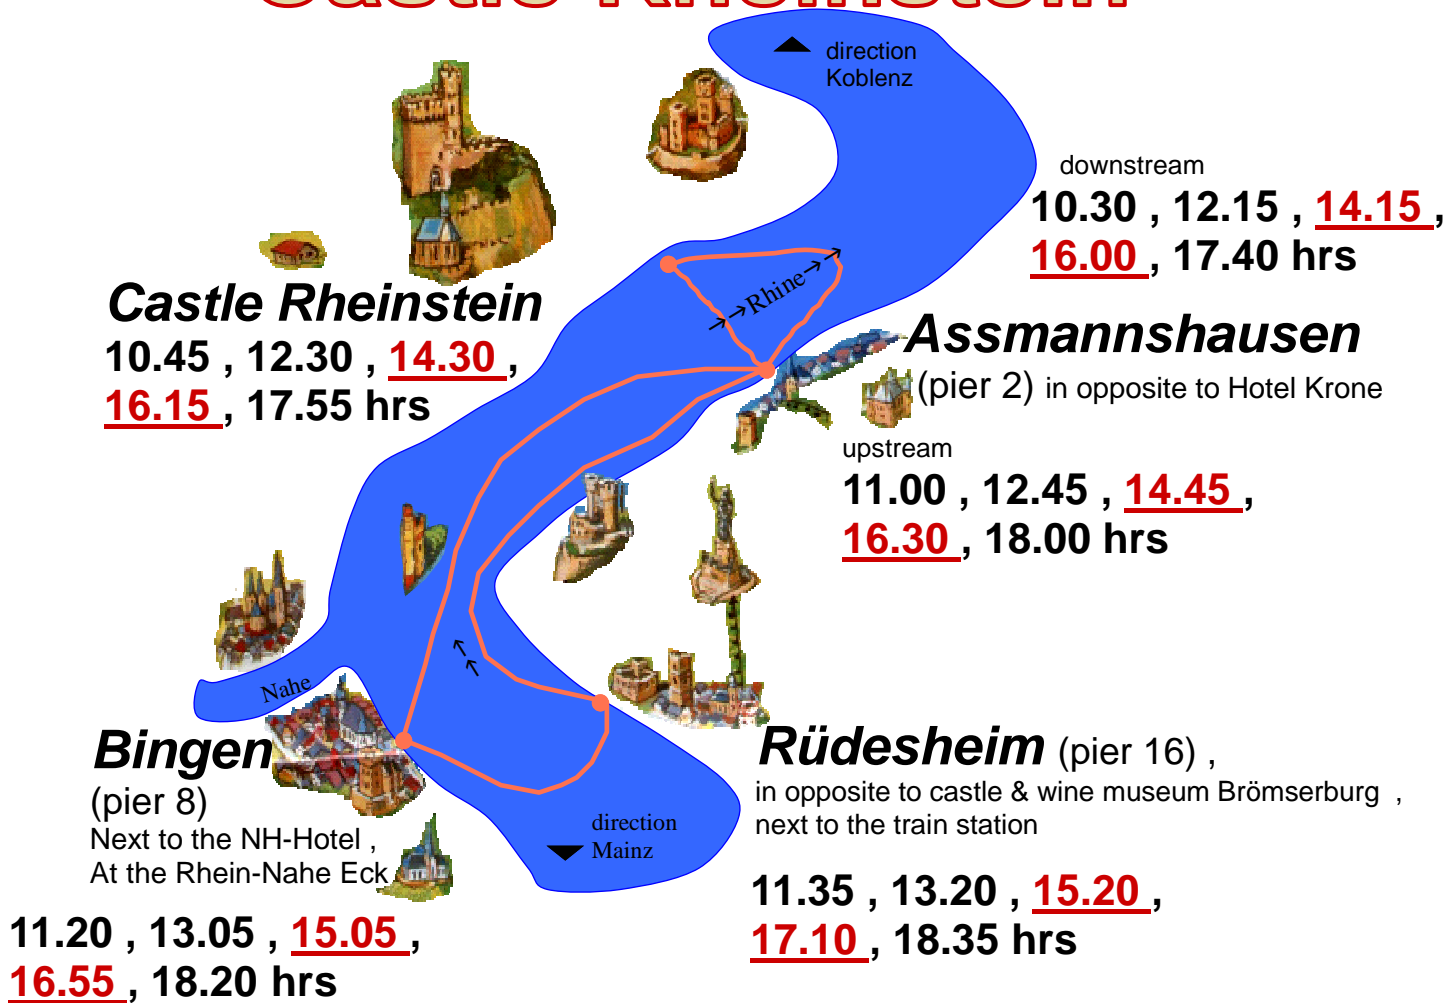 Castle Rheinstein
direction
Koblenz
downstream
10.30 , 12.15 , 14.15 ,
16.00 , 17.40 hrs
Rhine
Castle Rheinstein
10.45 , 12.30 , 14.30 ,
16.15 , 17.55 hrs
Assmannshausen
(pier 2) in opposite to Hotel Krone
upstream
11.00 , 12.45 , 14.45 ,
16.30 , 18.00 hrs
Nahe
Bingen
(pier 8)
Next to the NH-Hotel ,
At the Rhein-Nahe Eck
11.20 , 13.05 , 15.05 ,
16.55 , 18.20 hrs
direction
Mainz
Rüdesheim (pier 16) ,
in opposite to castle & wine museum Brömserburg ,
next to the train station
11.35 , 13.20 , 15.20 ,
17.10 , 18.35 hrs